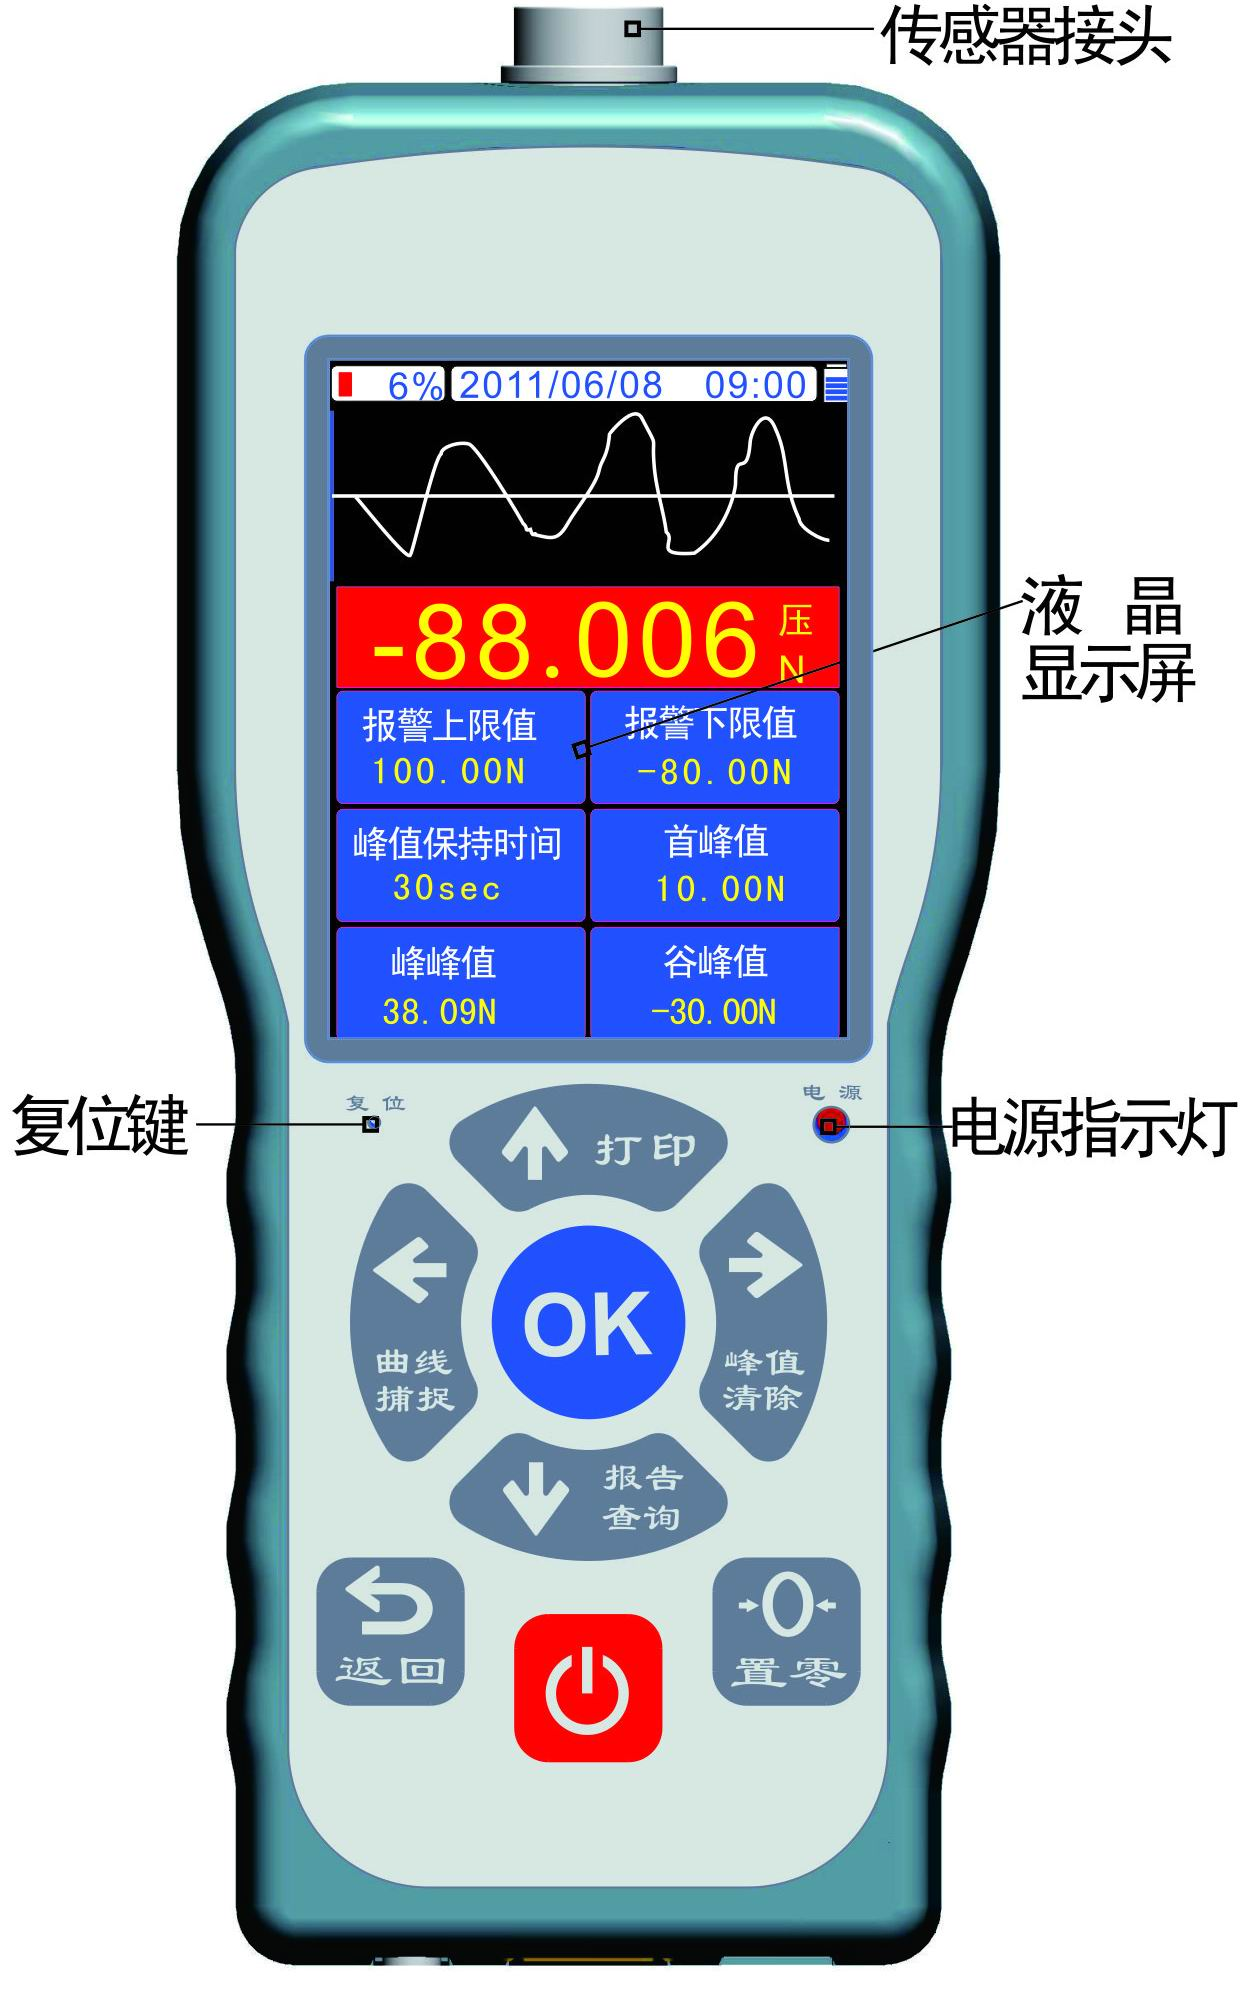 传感器接头
6% 2011/06/08 09:00
-88.006 压
N
液 晶
显示屏
报警上限值 报警下限值
100.00N -80.00N
峰值保持时间 首峰值
30sec 10.00N
峰峰值 谷峰值
38.09N -30.00N
复位键 复 位 电 源 电源指示灯
打印
OK
曲线
捕捉
峰值
清除
报告
查询
返回
0
置零